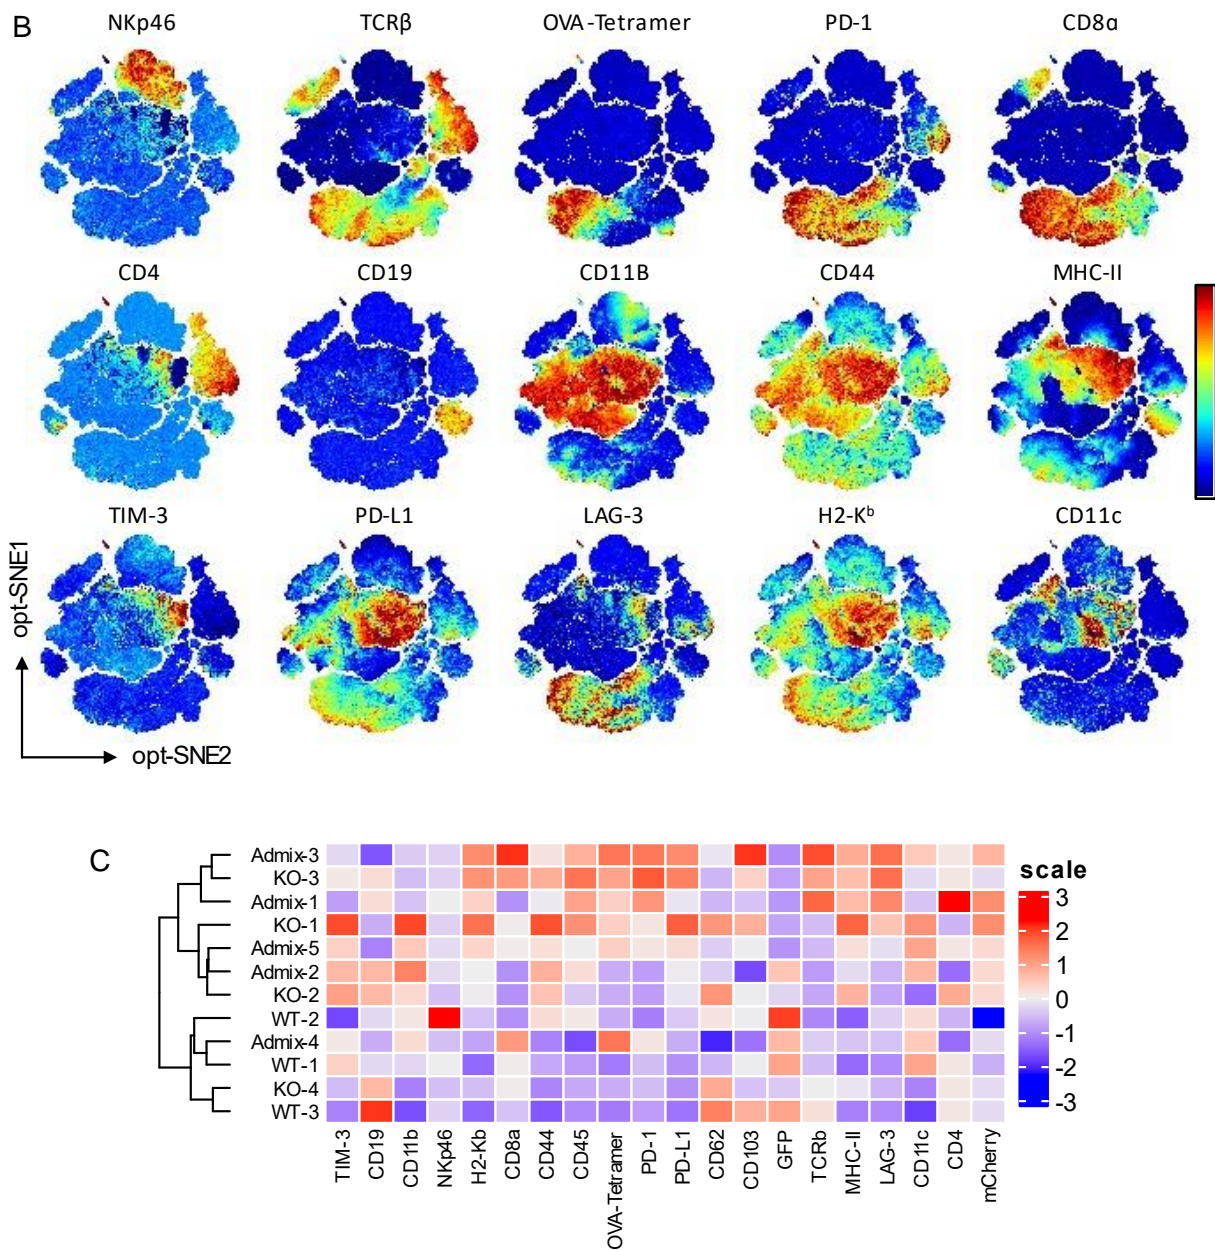 B
NKp46 TCRβ OVA-Tetramer PD-1 CD8α
CD4 CD19 CD11B CD44 MHC-II
TIM-3 PD-L1 LAG-3 H2-Kᵇ CD11c
opt-SNE1
opt-SNE2
C
Admix-3
KO-3
Admix-1
KO-1
Admix-5
Admix-2
KO-2
WT-2
Admix-4
WT-1
KO-4
WT-3
TIM-3 CD19 CD11b NKp46 H2-Kb CD8a CD44 CD45 OVA-Tetramer PD-1 PD-L1 CD62 CD103 GFP TCRb MHC-II LAG-3 CD11c CD4 mCherry
scale
3
2
1
0
-1
-2
-3